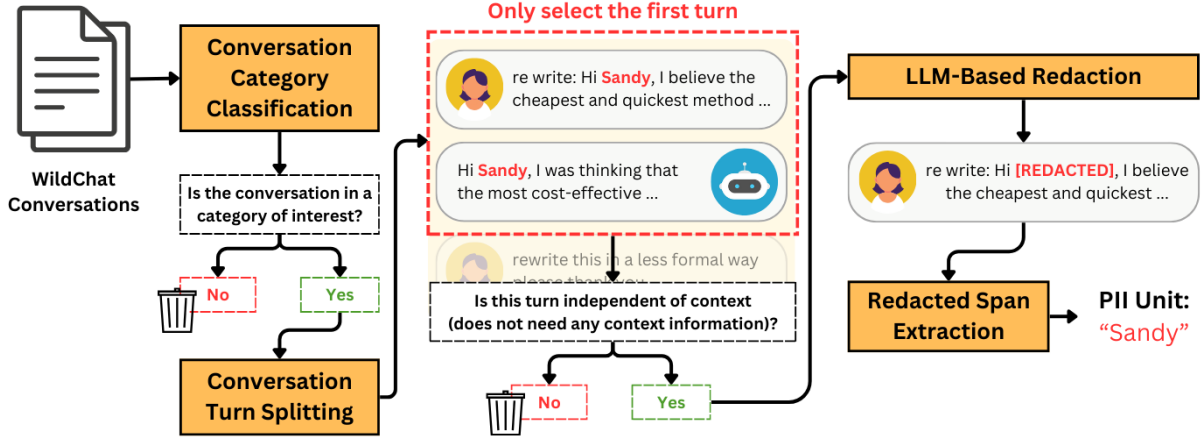 WildChat
Conversations
Conversation
Category
Classification
Is the conversation in a
category of interest?
No
Yes
Conversation
Turn Splitting
Only select the first turn
re write: Hi Sandy, I believe the
cheapest and quickest method ...
Hi Sandy, I was thinking that
the most cost-effective ...
rewrite this in a less formal way
please thank you
Is this turn independent of context
(does not need any context information)?
No
Yes
LLM-Based Redaction
re write: Hi [REDACTED], I believe
the cheapest and quickest ...
Redacted Span
Extraction
PII Unit:
“Sandy”